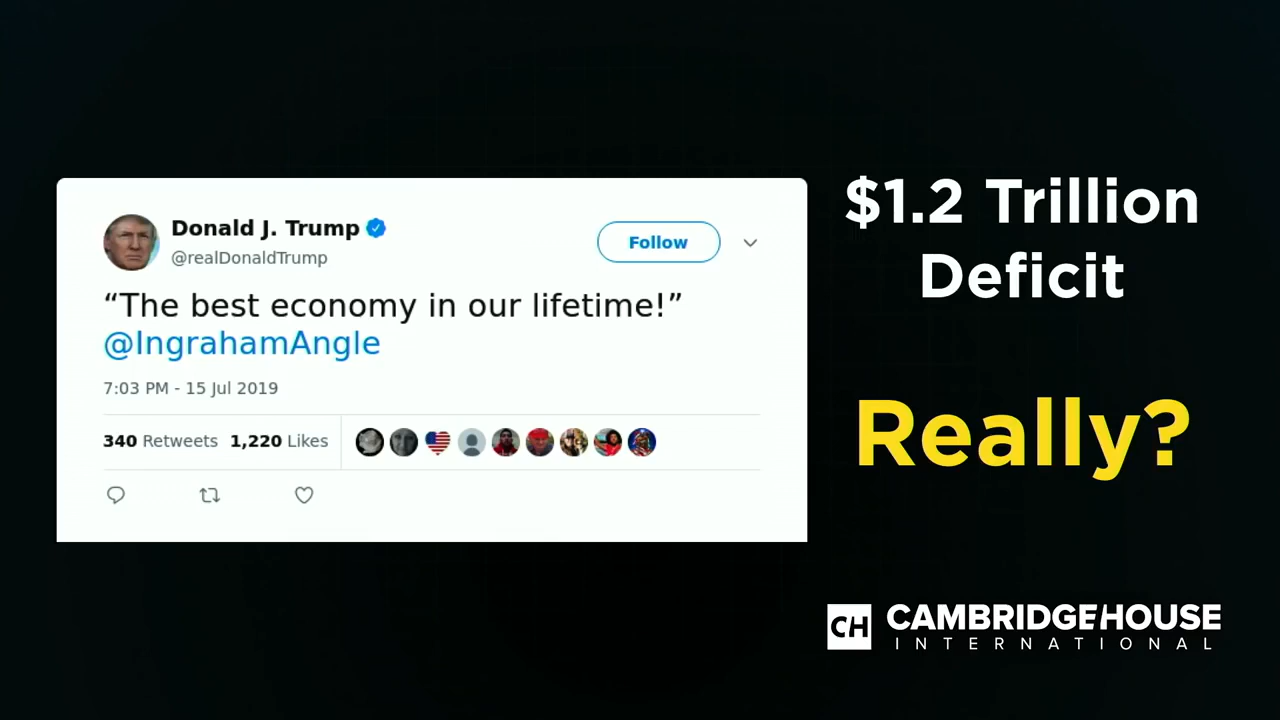 Donald J. Trump
@realDonaldTrump
Follow
“The best economy in our lifetime!”
@IngrahamAngle
7:03 PM - 15 Jul 2019
340 Retweets 1,220 Likes
$1.2 Trillion
Deficit
Really?
CH CAMBRIDGEHOUSE
INTERNATIONAL